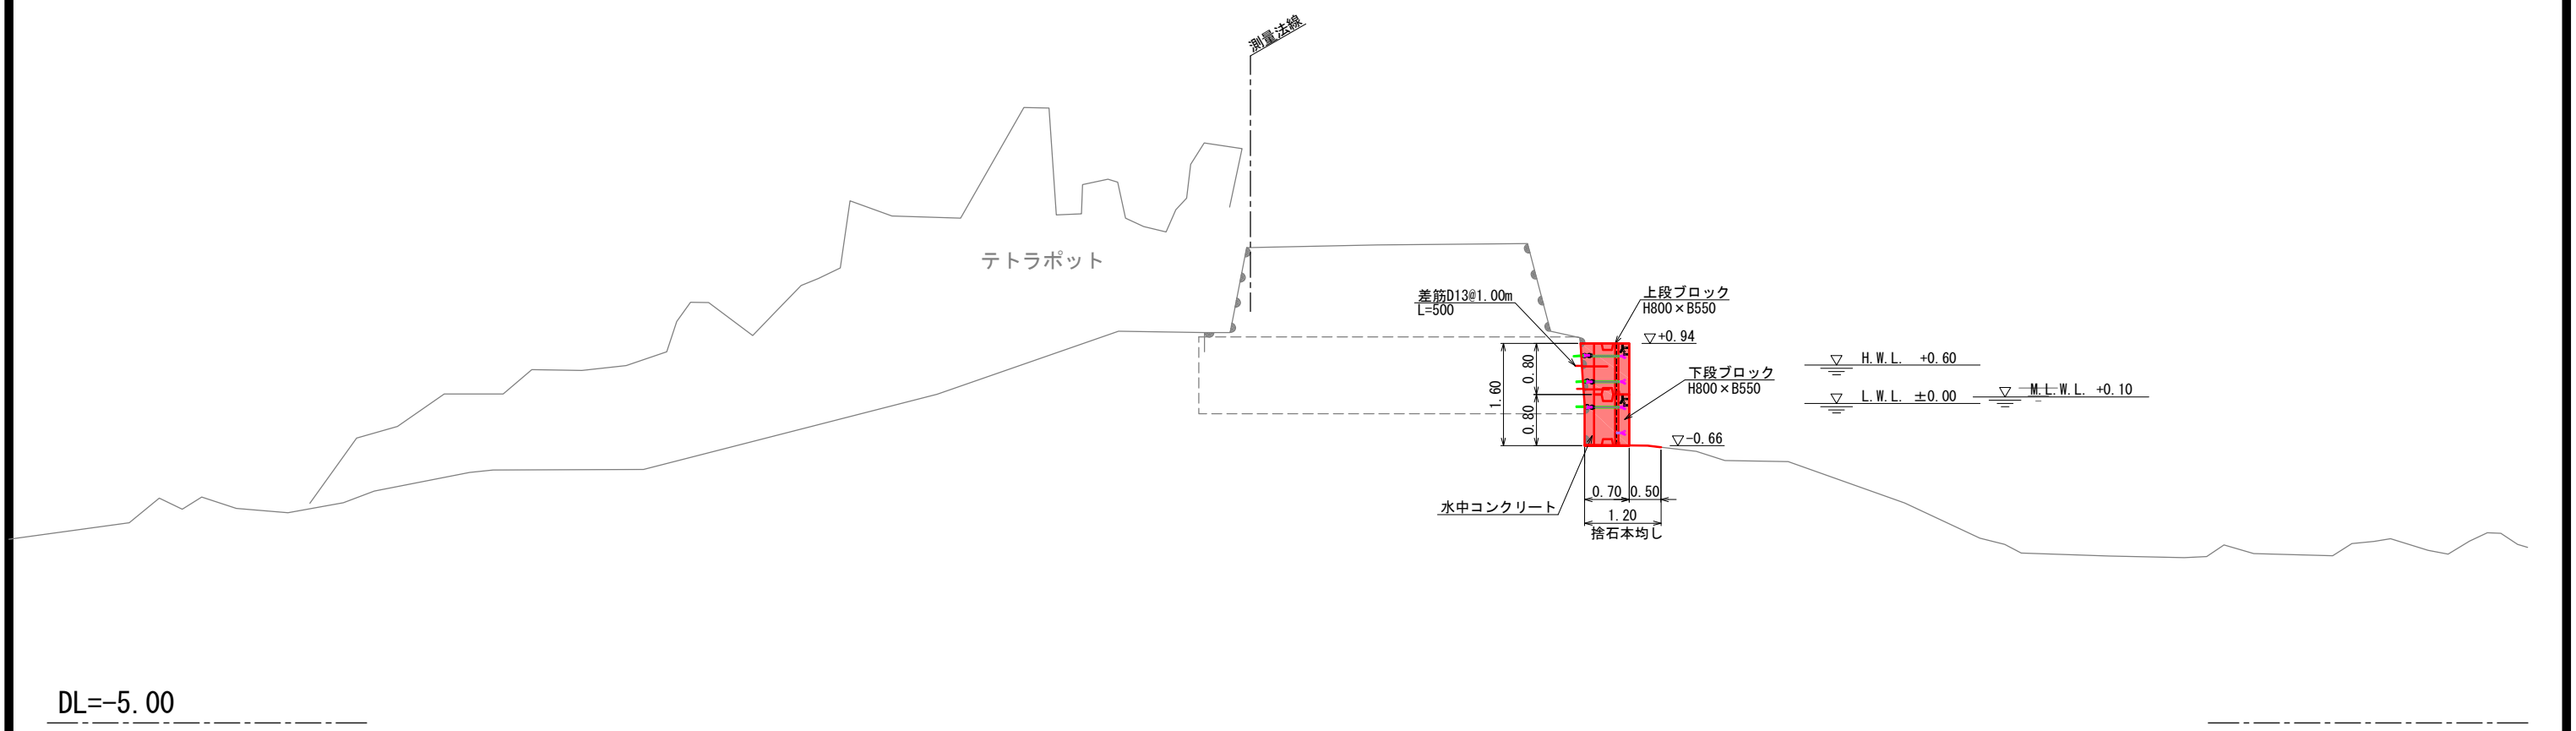 測量法線
テトラポット
差筋D13@1.00m
L=500
上段ブロック
H800×B550
▽+0.94
下段ブロック
H800×B550
1.60
0.80
0.80
▽-0.66
▽ H.W.L. +0.60
▽ L.W.L. ±0.00
▽ M.L.W.L. +0.10
水中コンクリート
0.70
0.50
1.20
捨石本均し
DL=-5.00